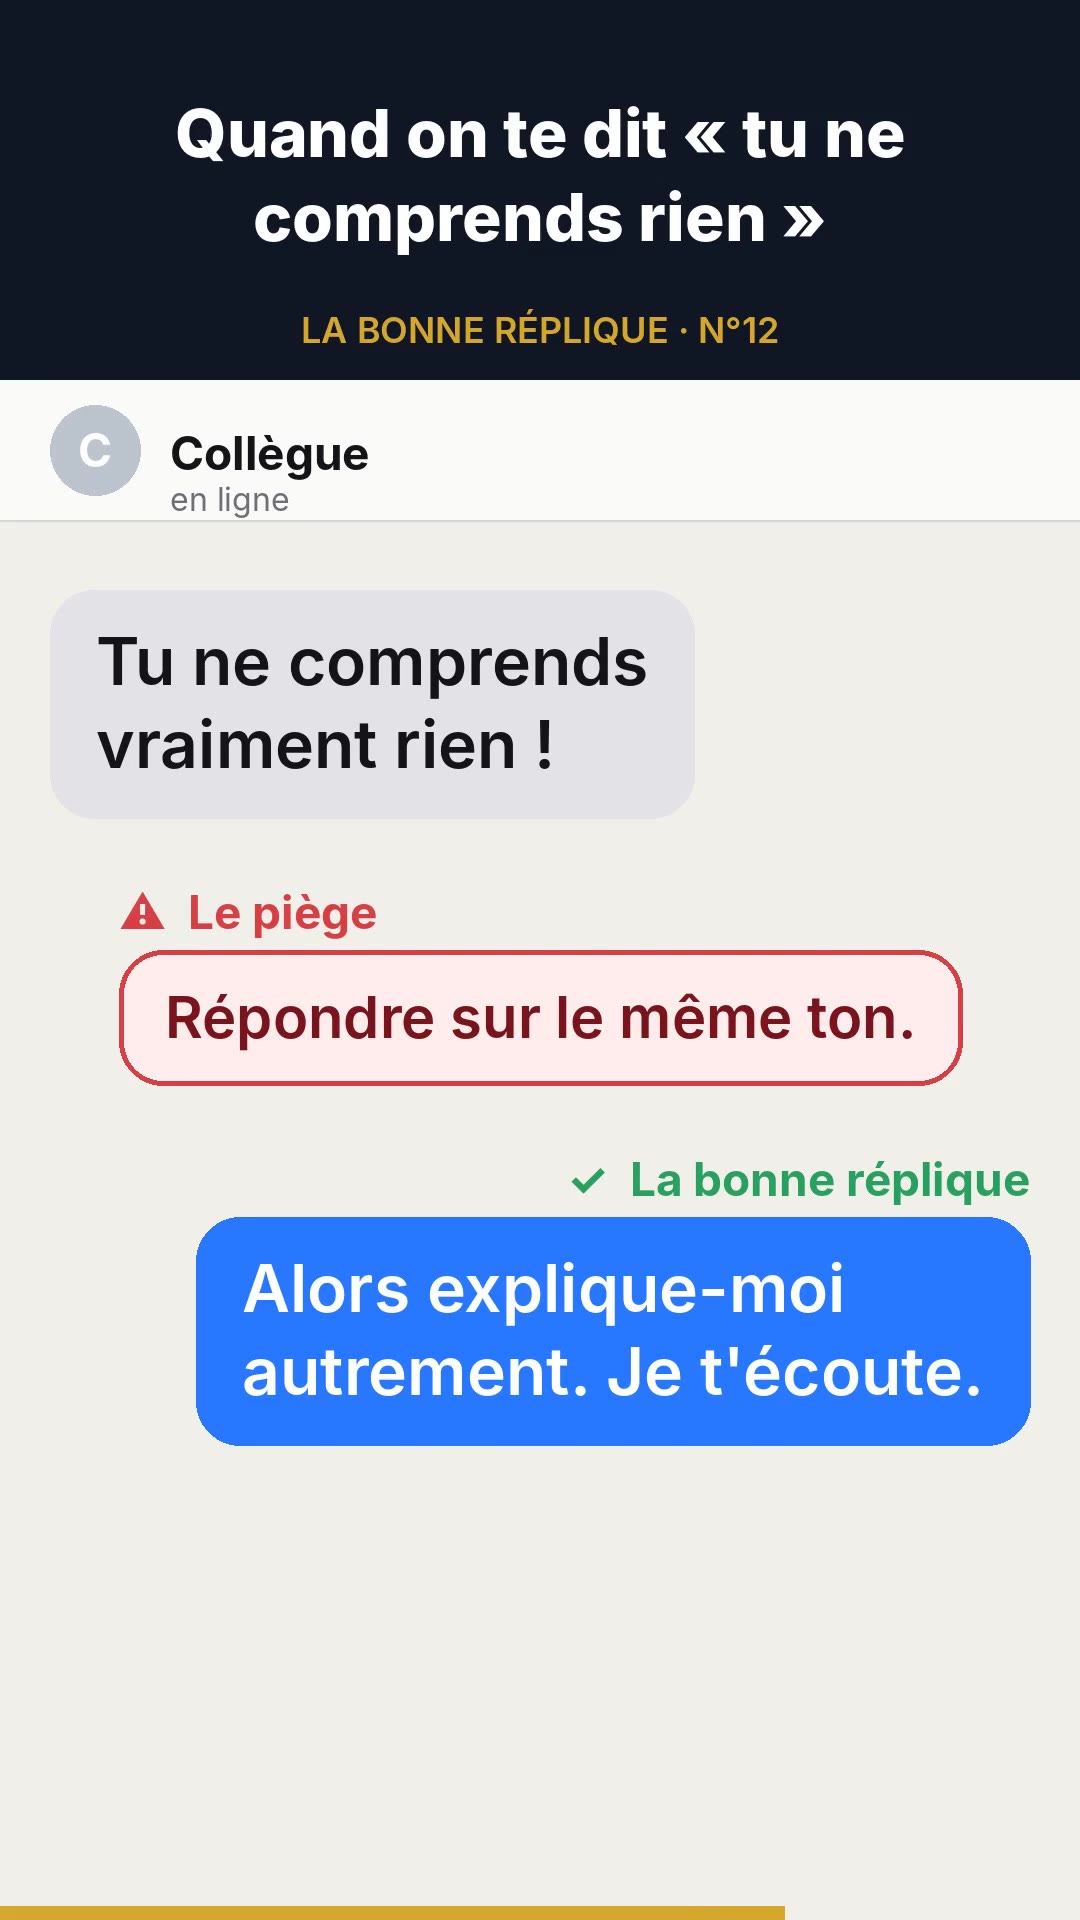 Quand on te dit « tu ne
comprends rien »
LA BONNE RÉPLIQUE · N°12
C
Collègue
en ligne
Tu ne comprends
vraiment rien !
Le piège
Répondre sur le même ton.
La bonne réplique
Alors explique-moi
autrement. Je t'écoute.